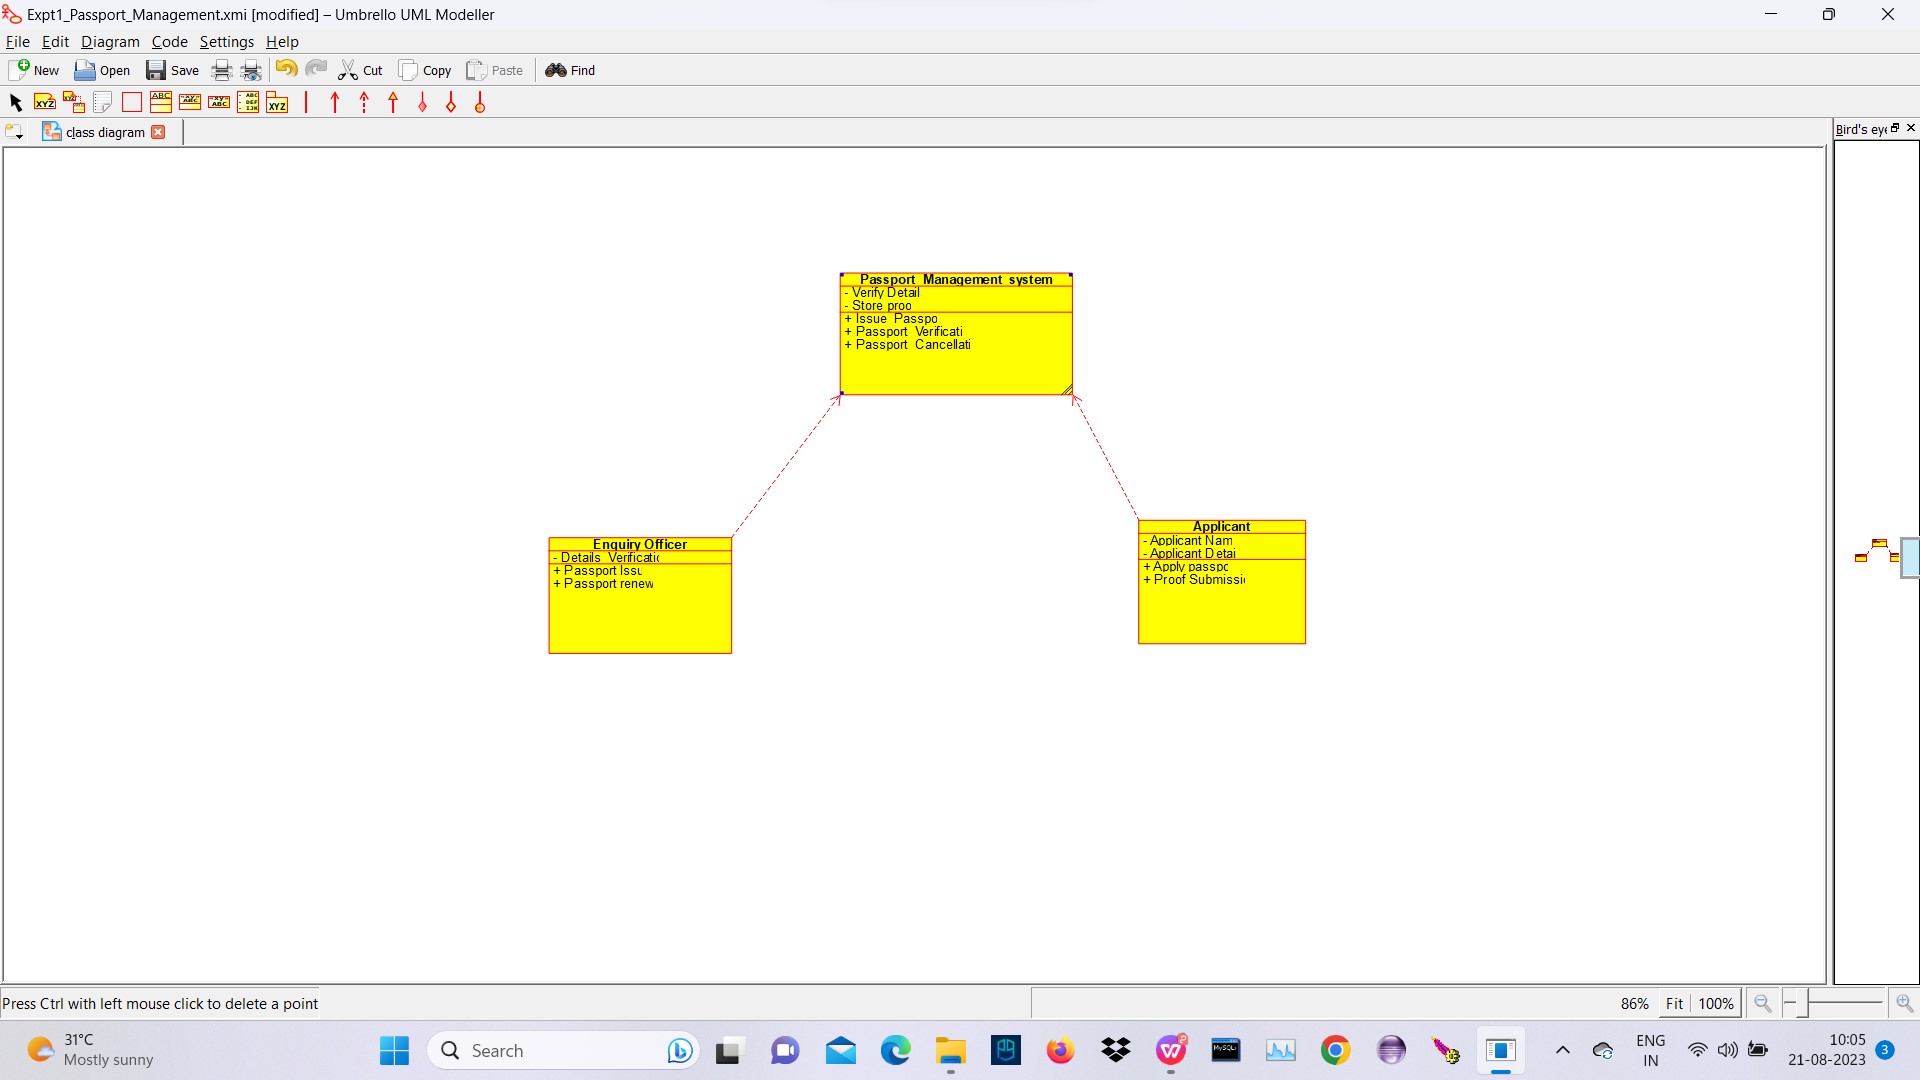 Expt1_Passport_Management.xmi [modified] – Umbrello UML Modeller
File Edit Diagram Code Settings Help
New Open Save Cut Copy Paste Find
class diagram
Bird's eye
Passport Management system
- Verify Detail
- Store proo
+ Issue Passpo
+ Passport Verificati
+ Passport Cancellati
Enquiry Officer
- Details Verificatio
+ Passport Issu
+ Passport renew
Applicant
- Applicant Nam
- Applicant Detai
+ Apply passpo
+ Proof Submissi
Press Ctrl with left mouse click to delete a point
86% Fit 100%
31°C
Mostly sunny
Search
ENG
IN
10:05
21-08-2023
3